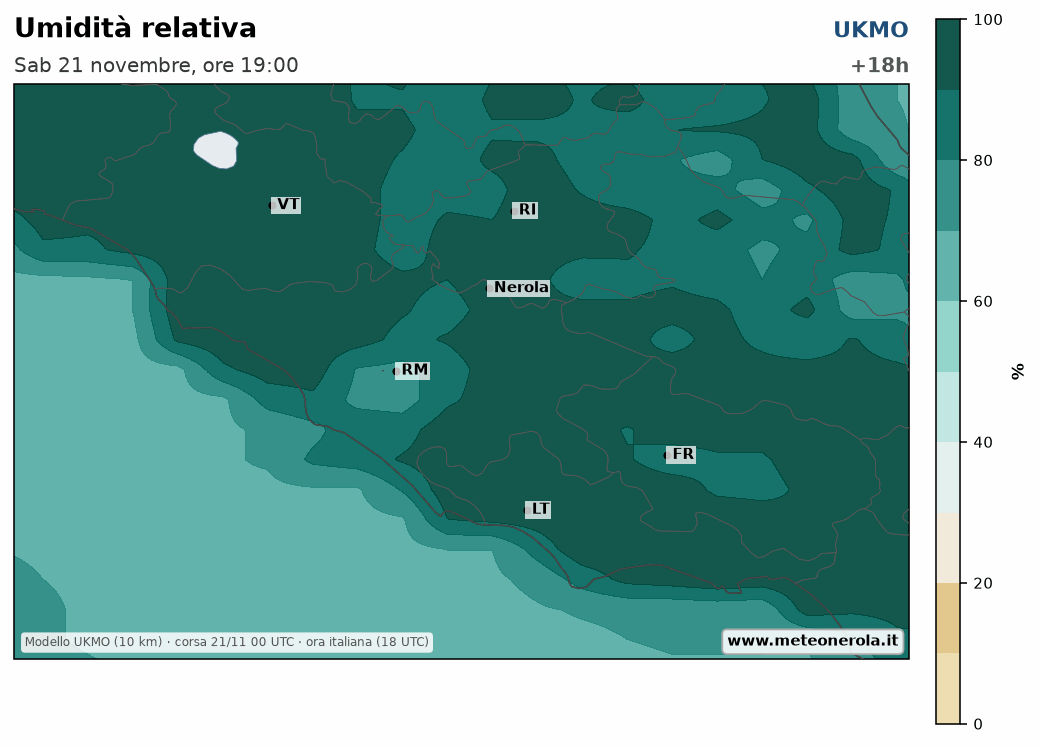 Umidità relativa
UKMO
Sab 21 novembre, ore 19:00
+18h
100
80
60
40
20
0
%
VT
RI
Nerola
RM
FR
LT
Modello UKMO (10 km) · corsa 21/11 00 UTC · ora italiana (18 UTC)
www.meteonerola.it